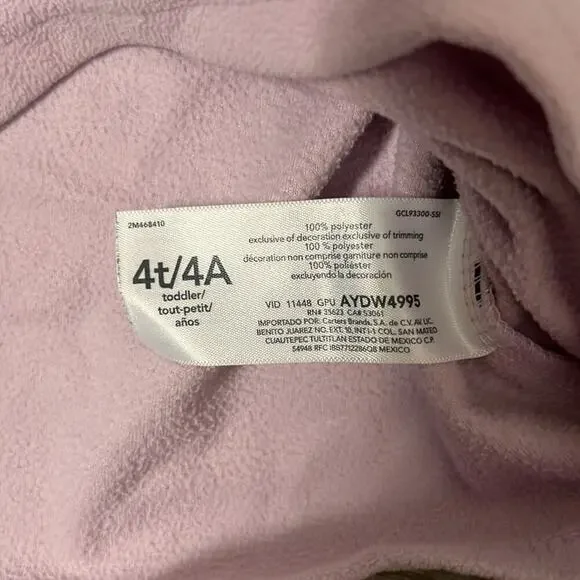 2M468410
GCL93300-SSI
4t/4A
toddler/
tout-petit/
años
100% polyester
exclusive of decoration exclusive of trimming
100 % polyester
décoration non comprise garniture non comprise
100% poliéster
excluyendo la decoración
VID 11448 GPU AYDW4995
RN# 35623 CA# 53061
IMPORTADO POR: Carters Brands, S.A. de C.V. AV UC.
BENITO JUAREZ NO. EXT. 10, INT I-1 COL. SAN MATEO
CUAUTEPEC TULTITLAN ESTADO DE MEXICO C.P.
54948 RFC IBS7712286Q8 MEXICO